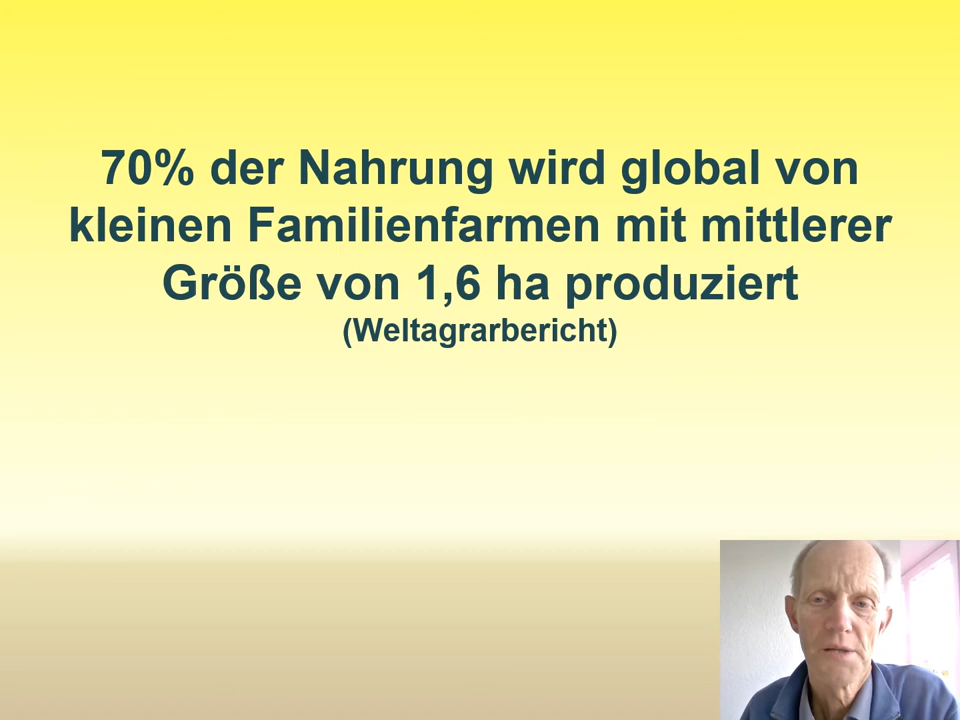 70% der Nahrung wird global von
kleinen Familienfarmen mit mittlerer
Größe von 1,6 ha produziert
(Weltagrarbericht)